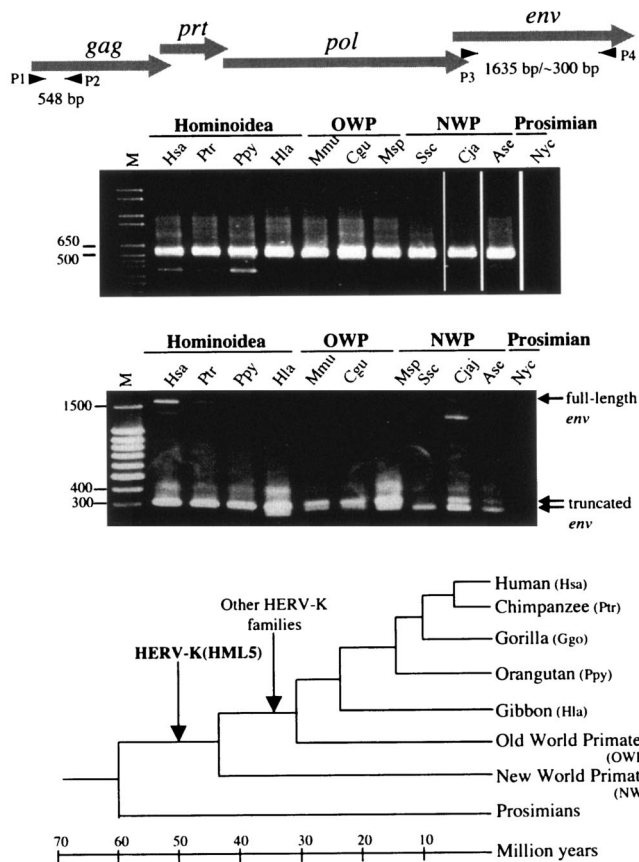 gag prt pol env
P1 P2 P3 P4
548 bp 1635 bp/~300 bp
Hominoidea OWP NWP Prosimian
M Hsa Ptr Ppy Hla Mmu Cgu Msp Ssc Cja Ase Nyc
650
500
Hominoidea OWP NWP Prosimian
M Hsa Ptr Ppy Hla Mmu Cgu Msp Ssc Cjaj Ase Nyc
1500
400
300
full-length
env
truncated
env
Other HERV-K
families
HERV-K(HML5)
Human (Hsa)
Chimpanzee (Ptr)
Gorilla (Ggo)
Orangutan (Ppy)
Gibbon (Hla)
Old World Primate
(OWI
New World Primat
(NW
Prosimians
70 60 50 40 30 20 10 Million years